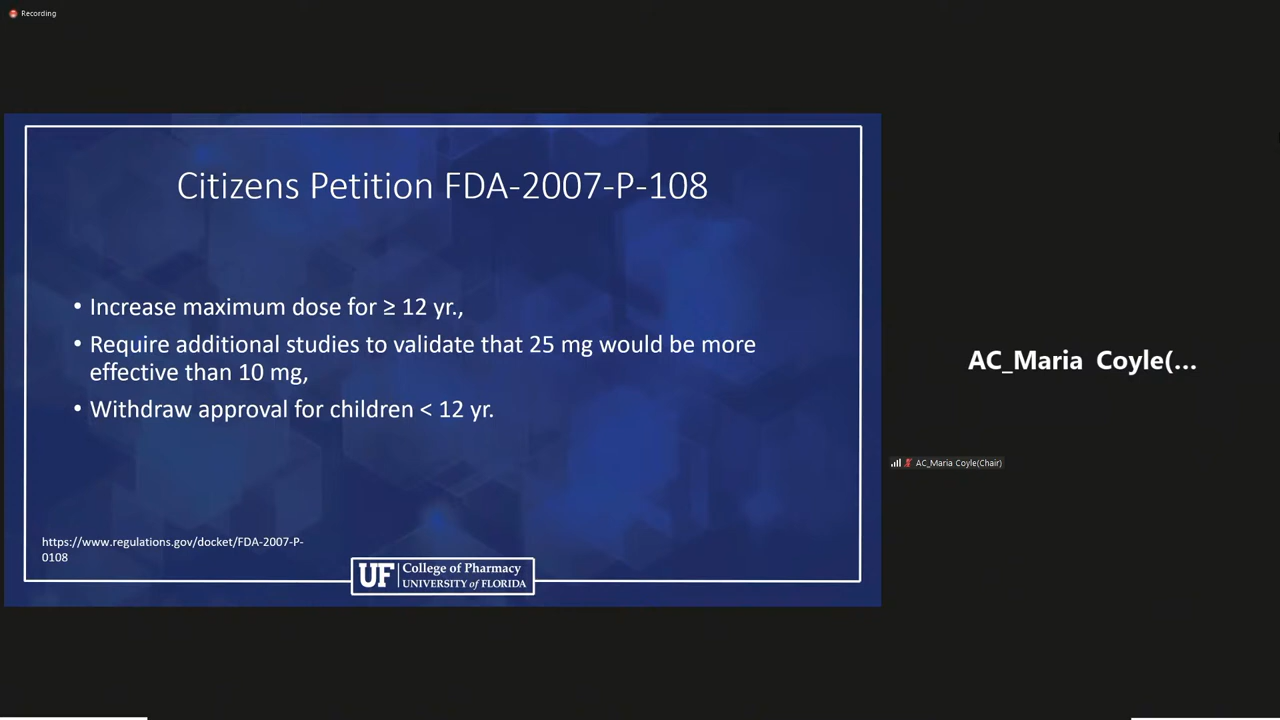 Recording
Citizens Petition FDA-2007-P-108
• Increase maximum dose for ≥ 12 yr.,
• Require additional studies to validate that 25 mg would be more
effective than 10 mg,
• Withdraw approval for children < 12 yr.
https://www.regulations.gov/docket/FDA-2007-P-
0108
UF College of Pharmacy
UNIVERSITY of FLORIDA
AC_Maria Coyle(...
AC_Maria Coyle(Chair)